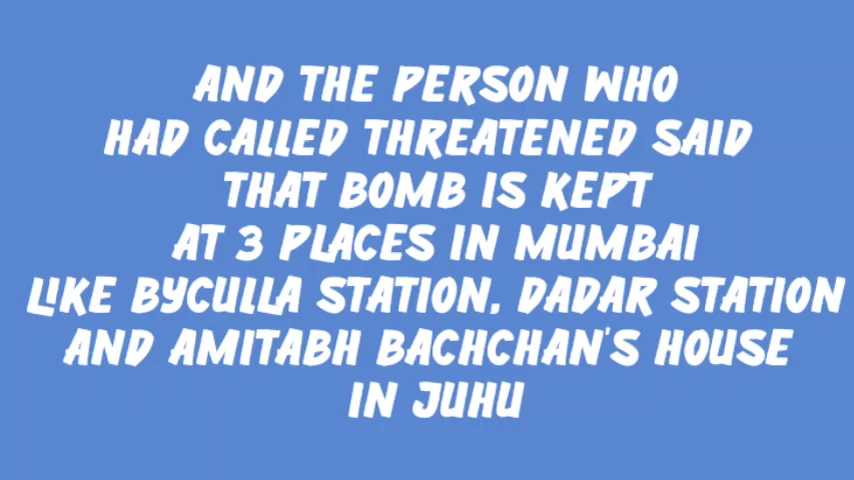 AND THE PERSON WHO
HAD CALLED THREATENED SAID
THAT BOMB IS KEPT
AT 3 PLACES IN MUMBAI
LIKE BYCULLA STATION, DADAR STATION
AND AMITABH BACHCHAN'S HOUSE
IN JUHU